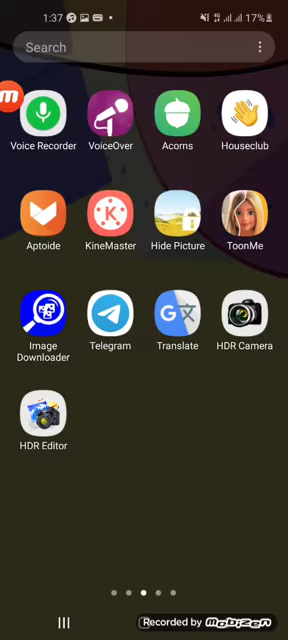 1:37
17%
Search
Voice Recorder
VoiceOver
Acorns
Houseclub
Aptoide
KineMaster
Hide Picture
ToonMe
Image Downloader
Telegram
Translate
HDR Camera
HDR Editor
Recorded by mobizen